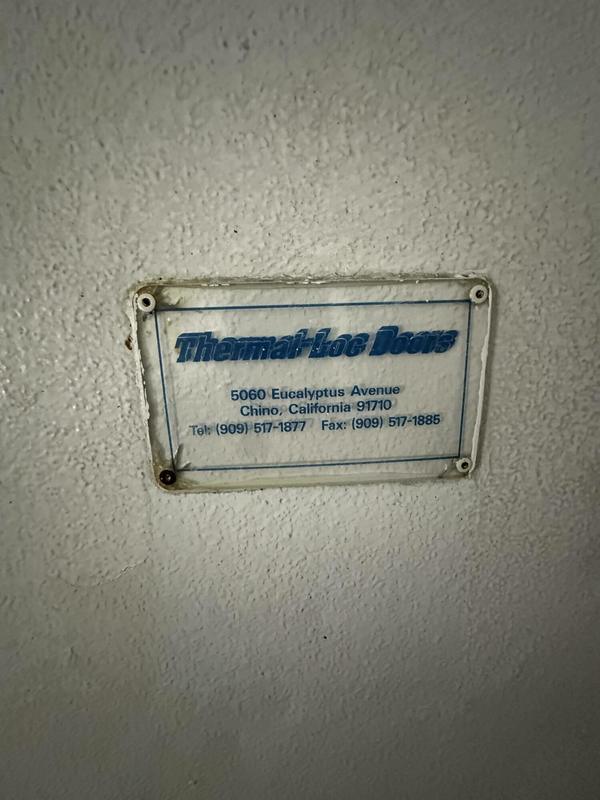 Thermal-Loc Doors
5060 Eucalyptus Avenue
Chino, California 91710
Tel: (909) 517-1877 Fax: (909) 517-1885